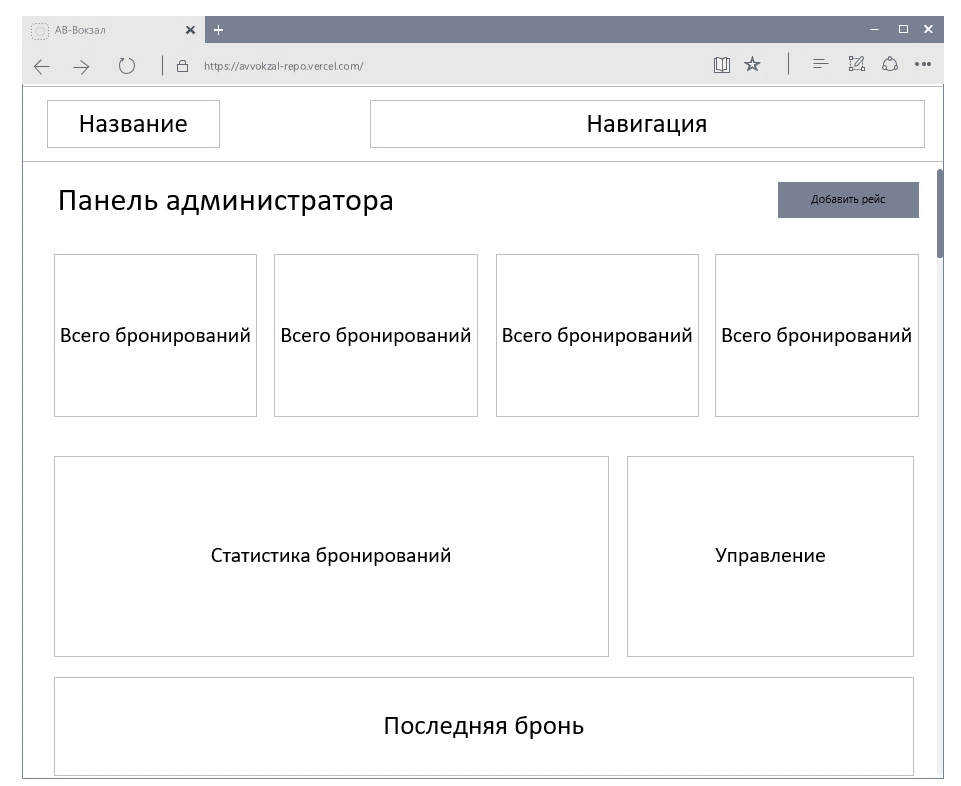 АВ-Вокзал
https://avvokzal-repo.vercel.com/
Название
Навигация
Панель администратора
Добавить рейс
Всего бронирований
Всего бронирований
Всего бронирований
Всего бронирований
Статистика бронирований
Управление
Последняя бронь